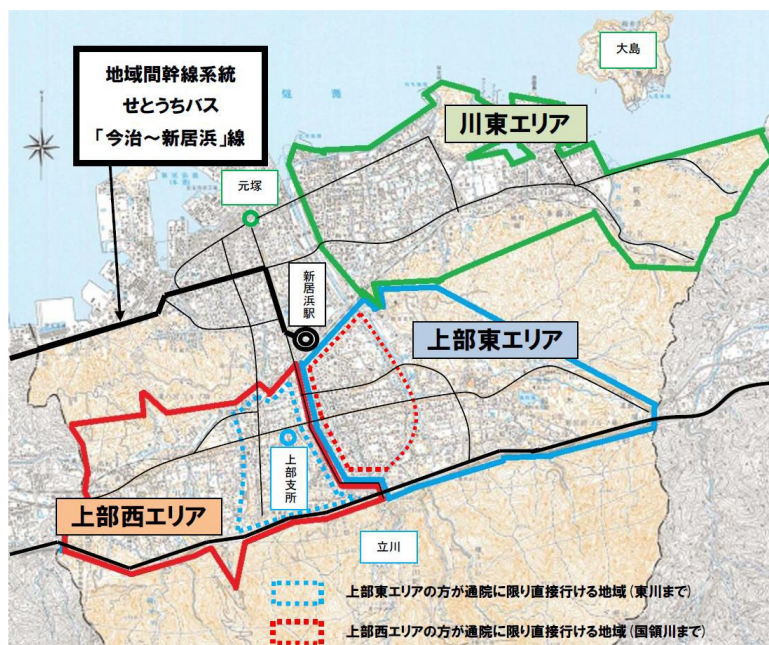 地域間幹線系統
せとうちバス
「今治～新居浜」線
大島
川東エリア
元塚
新居浜駅
上部東エリア
上部支所
上部西エリア
立川
上部東エリアの方が通院に限り直接行ける地域(東川まで)
上部西エリアの方が通院に限り直接行ける地域(国領川まで)